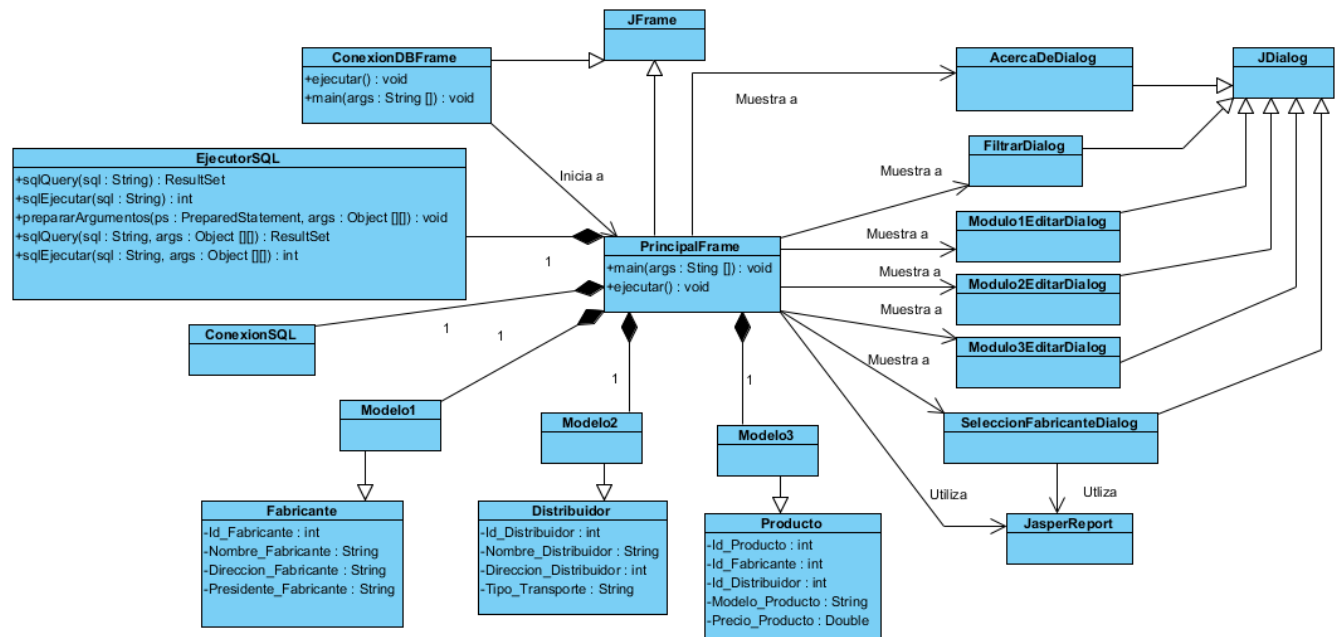 JFrame
ConexionDBFrame
+ejecutar() : void
+main(args : String []) : void
AcercaDeDialog
JDialog
Muestra a
FiltrarDialog
EjecutorSQL
+sqlQuery(sql : String) : ResultSet
+sqlEjecutar(sql : String) : int
+prepararArgumentos(ps : PreparedStatement, args : Object [][]) : void
+sqlQuery(sql : String, args : Object [][]) : ResultSet
+sqlEjecutar(sql : String, args : Object [][]) : int
Inicia a
Muestra a
Modulo1EditarDialog
Muestra a
PrincipalFrame
+main(args : Sting []) : void
+ejecutar() : void
1
Muestra a
Modulo2EditarDialog
Muestra a
ConexionSQL
1
1
Modulo3EditarDialog
Muestra a
1
1
Modelo1
Modelo2
Modelo3
SeleccionFabricanteDialog
Utiliza
Utliza
Fabricante
-Id_Fabricante : int
-Nombre_Fabricante : String
-Direccion_Fabricante : String
-Presidente_Fabricante : String
Distribuidor
-Id_Distribuidor : int
-Nombre_Distribuidor : String
-Direccion_Distribuidor : int
-Tipo_Transporte : String
Producto
-Id_Producto : int
-Id_Fabricante : int
-Id_Distribuidor : int
-Modelo_Producto : String
-Precio_Producto : Double
JasperReport